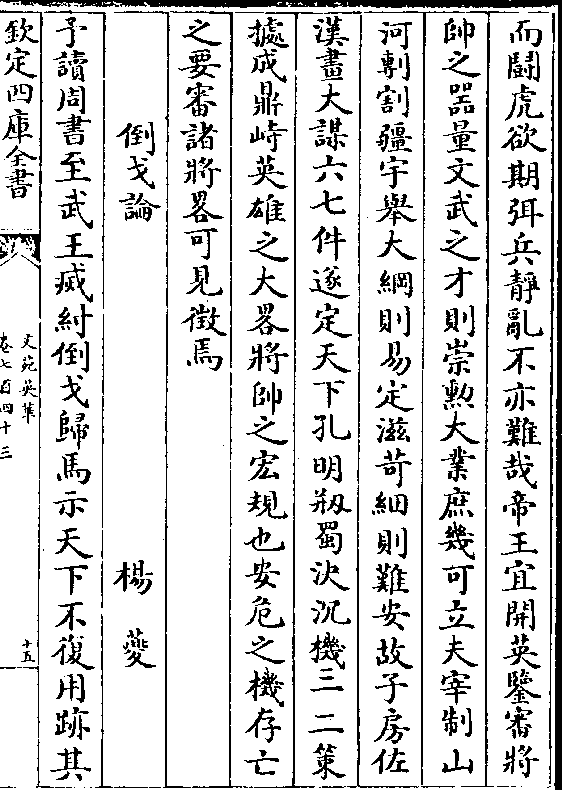 而鬪虎欲期弭兵靜亂不亦難哉帝王宜開英鑒審將
帥之器量文武之才則崇勲大業庶幾可立夫宰制山
河剸割疆宇舉大綱則易定滋苛細則難安故子房佐
漢畫大謀六七件遂定天下孔明刱蜀決沉機三二策
據成鼎峙英雄之大畧將帥之宏規也安危之機存亡
之要審諸將畧可見徴焉
倒戈論 楊夔
予讀周書至武王滅紂倒戈歸馬示天下不復用跡其
欽定四庫全書
文苑英華
卷七百四十三
十五